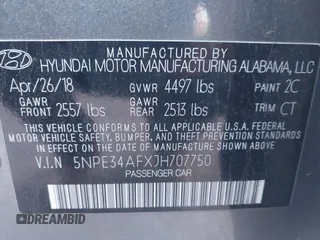 MANUFACTURED BY
HYUNDAI MOTOR MANUFACTURING ALABAMA, LLC
Apr/26/18 GVWR 4497 lbs PAINT 2C
GAWR FRONT 2557 lbs GAWR REAR 2513 lbs TRIM CT
THIS VEHICLE CONFORMS TO ALL APPLICABLE U.S. FEDERAL MOTOR VEHICLE SAFETY, BUMPER, AND THEFT PREVENTION STANDARDS IN EFFECT ON THE DATE OF MANUFACTURE SHOWN ABOVE.
V.I.N 5NPE34AFXJH707750
PASSENGER CAR
DREAMBID